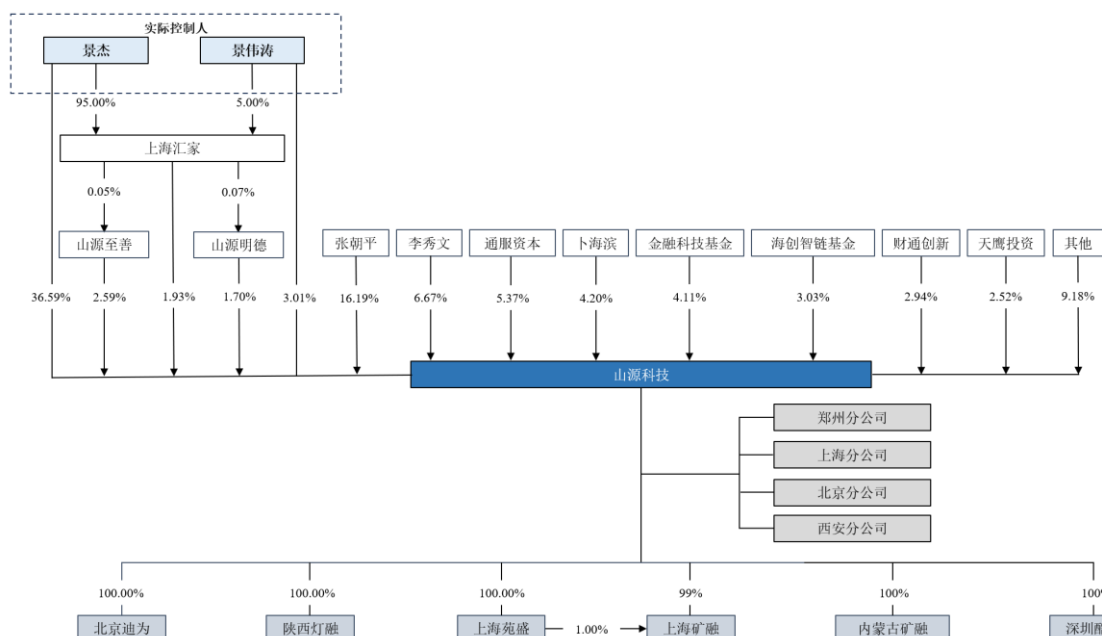 实际控制人
景杰 景伟涛
95.00% 5.00%
上海汇家
0.05% 0.07%
山源至善 山源明德 张朝平 李秀文 通服资本 卜海滨 金融科技基金 海创智链基金 财通创新 天鹰投资 其他
36.59% 2.59% 1.93% 1.70% 3.01% 16.19% 6.67% 5.37% 4.20% 4.11% 3.03% 2.94% 2.52% 9.18%
山源科技
郑州分公司
上海分公司
北京分公司
西安分公司
100.00% 100.00% 100.00% 99% 100% 100%
北京迪为 陕西灯融 上海苑盛 1.00% 上海矿融 内蒙古矿融 深圳